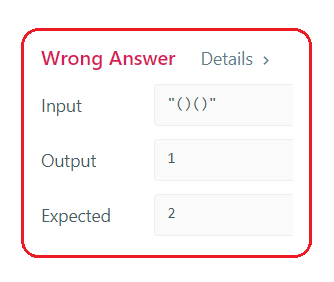 Wrong Answer Details >
Input "()()"
Output 1
Expected 2